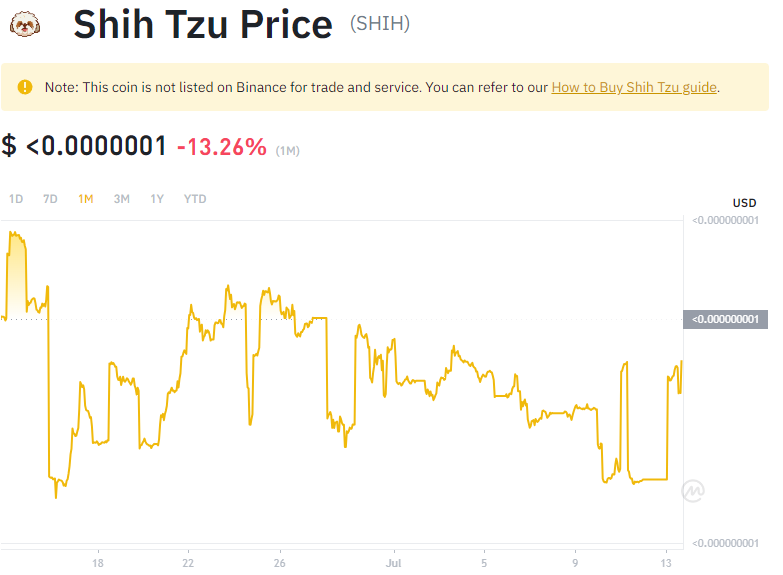 Shih Tzu Price (SHIH)
Note: This coin is not listed on Binance for trade and service. You can refer to our How to Buy Shih Tzu guide.
$ <0.0000001 -13.26% (1M)
1D 7D 1M 3M 1Y YTD
USD
<0.000000001
<0.000000001
<0.000000001
18 22 26 Jul 5 9 13